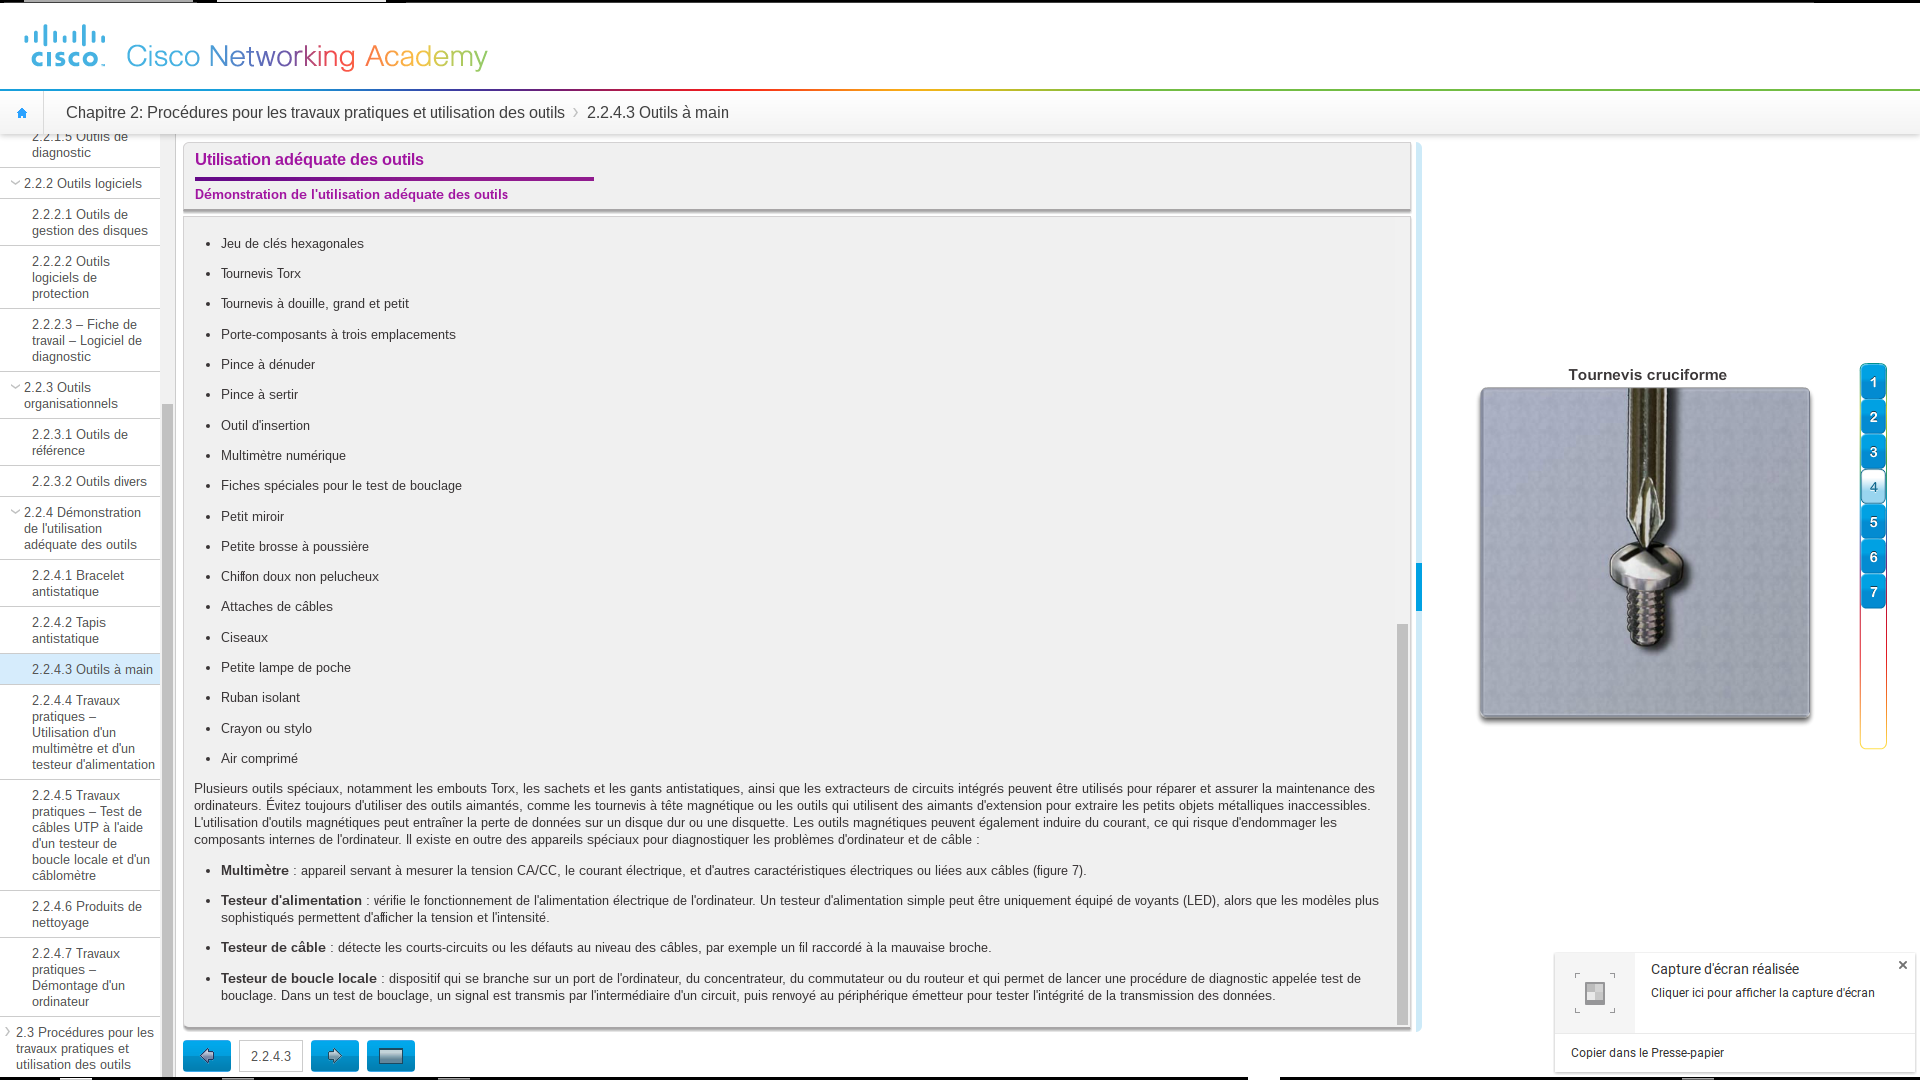 cisco
Cisco Networking Academy
Chapitre 2: Procédures pour les travaux pratiques et utilisation des outils > 2.2.4.3 Outils à main
2.2.1.5 Outils de
diagnostic
2.2.2 Outils logiciels
2.2.2.1 Outils de
gestion des disques
2.2.2.2 Outils
logiciels de
protection
2.2.2.3 – Fiche de
travail – Logiciel de
diagnostic
2.2.3 Outils
organisationnels
2.2.3.1 Outils de
référence
2.2.3.2 Outils divers
2.2.4 Démonstration
de l'utilisation
adéquate des outils
2.2.4.1 Bracelet
antistatique
2.2.4.2 Tapis
antistatique
2.2.4.3 Outils à main
2.2.4.4 Travaux
pratiques –
Utilisation d'un
multimètre et d'un
testeur d'alimentation
2.2.4.5 Travaux
pratiques – Test de
câbles UTP à l'aide
d'un testeur de
boucle locale et d'un
câblomètre
2.2.4.6 Produits de
nettoyage
2.2.4.7 Travaux
pratiques –
Démontage d'un
ordinateur
2.3 Procédures pour les
travaux pratiques et
utilisation des outils
Utilisation adéquate des outils
Démonstration de l'utilisation adéquate des outils
• Jeu de clés hexagonales
• Tournevis Torx
• Tournevis à douille, grand et petit
• Porte-composants à trois emplacements
• Pince à dénuder
• Pince à sertir
• Outil d'insertion
• Multimètre numérique
• Fiches spéciales pour le test de bouclage
• Petit miroir
• Petite brosse à poussière
• Chiffon doux non pelucheux
• Attaches de câbles
• Ciseaux
• Petite lampe de poche
• Ruban isolant
• Crayon ou stylo
• Air comprimé
Plusieurs outils spéciaux, notamment les embouts Torx, les sachets et les gants antistatiques, ainsi que les extracteurs de circuits intégrés peuvent être utilisés pour réparer et assurer la maintenance des
ordinateurs. Évitez toujours d'utiliser des outils aimantés, comme les tournevis à tête magnétique ou les outils qui utilisent des aimants d'extension pour extraire les petits objets métalliques inaccessibles.
L'utilisation d'outils magnétiques peut entraîner la perte de données sur un disque dur ou une disquette. Les outils magnétiques peuvent également induire du courant, ce qui risque d'endommager les
composants internes de l'ordinateur. Il existe en outre des appareils spéciaux pour diagnostiquer les problèmes d'ordinateur et de câble :
• Multimètre : appareil servant à mesurer la tension CA/CC, le courant électrique, et d'autres caractéristiques électriques ou liées aux câbles (figure 7).
• Testeur d'alimentation : vérifie le fonctionnement de l'alimentation électrique de l'ordinateur. Un testeur d'alimentation simple peut être uniquement équipé de voyants (LED), alors que les modèles plus
sophistiqués permettent d'afficher la tension et l'intensité.
• Testeur de câble : détecte les courts-circuits ou les défauts au niveau des câbles, par exemple un fil raccordé à la mauvaise broche.
• Testeur de boucle locale : dispositif qui se branche sur un port de l'ordinateur, du concentrateur, du commutateur ou du routeur et qui permet de lancer une procédure de diagnostic appelée test de
bouclage. Dans un test de bouclage, un signal est transmis par l'intermédiaire d'un circuit, puis renvoyé au périphérique émetteur pour tester l'intégrité de la transmission des données.
2.2.4.3
Tournevis cruciforme
1
2
3
4
5
6
7
Capture d'écran réalisée
Cliquer ici pour afficher la capture d'écran
Copier dans le Presse-papier